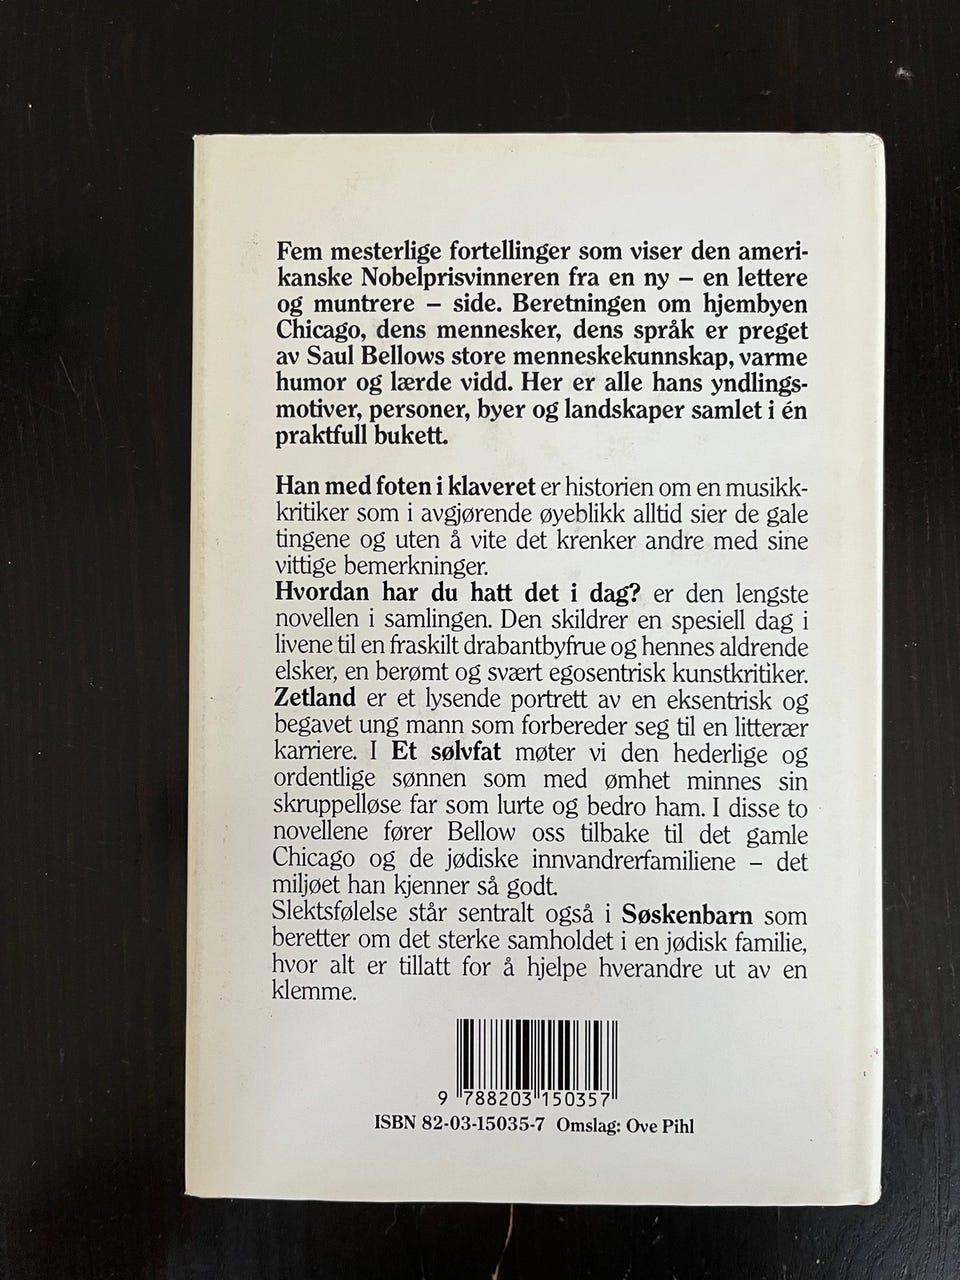 Fem mesterlige fortellinger som viser den ameri-
kanske Nobelprisvinneren fra en ny – en lettere
og muntrere – side. Beretningen om hjembyen
Chicago, dens mennesker, dens språk er preget
av Saul Bellows store menneskekunnskap, varme
humor og lærde vidd. Her er alle hans yndlings-
motiver, personer, byer og landskaper samlet i én
praktfull bukett.
Han med foten i klaveret er historien om en musikk-
kritiker som i avgjørende øyeblikk alltid sier de gale
tingene og uten å vite det krenker andre med sine
vittige bemerkninger.
Hvordan har du hatt det i dag? er den lengste
novellen i samlingen. Den skildrer en spesiell dag i
livene til en fraskilt drabantbyfrue og hennes aldrende
elsker, en berømt og svært egosentrisk kunstkritiker.
Zetland er et lysende portrett av en eksentrisk og
begavet ung mann som forbereder seg til en litterær
karriere. I Et sølvfat møter vi den hederlige og
ordentlige sønnen som med ømhet minnes sin
skruppelløse far som lurte og bedro ham. I disse to
novellene fører Bellow oss tilbake til det gamle
Chicago og de jødiske innvandrerfamiliene – det
miljøet han kjenner så godt.
Slektsfølelse står sentralt også i Søskenbarn som
beretter om det sterke samholdet i en jødisk familie,
hvor alt er tillatt for å hjelpe hverandre ut av en
klemme.
9 788203 150357
ISBN 82-03-15035-7 Omslag: Ove Pihl